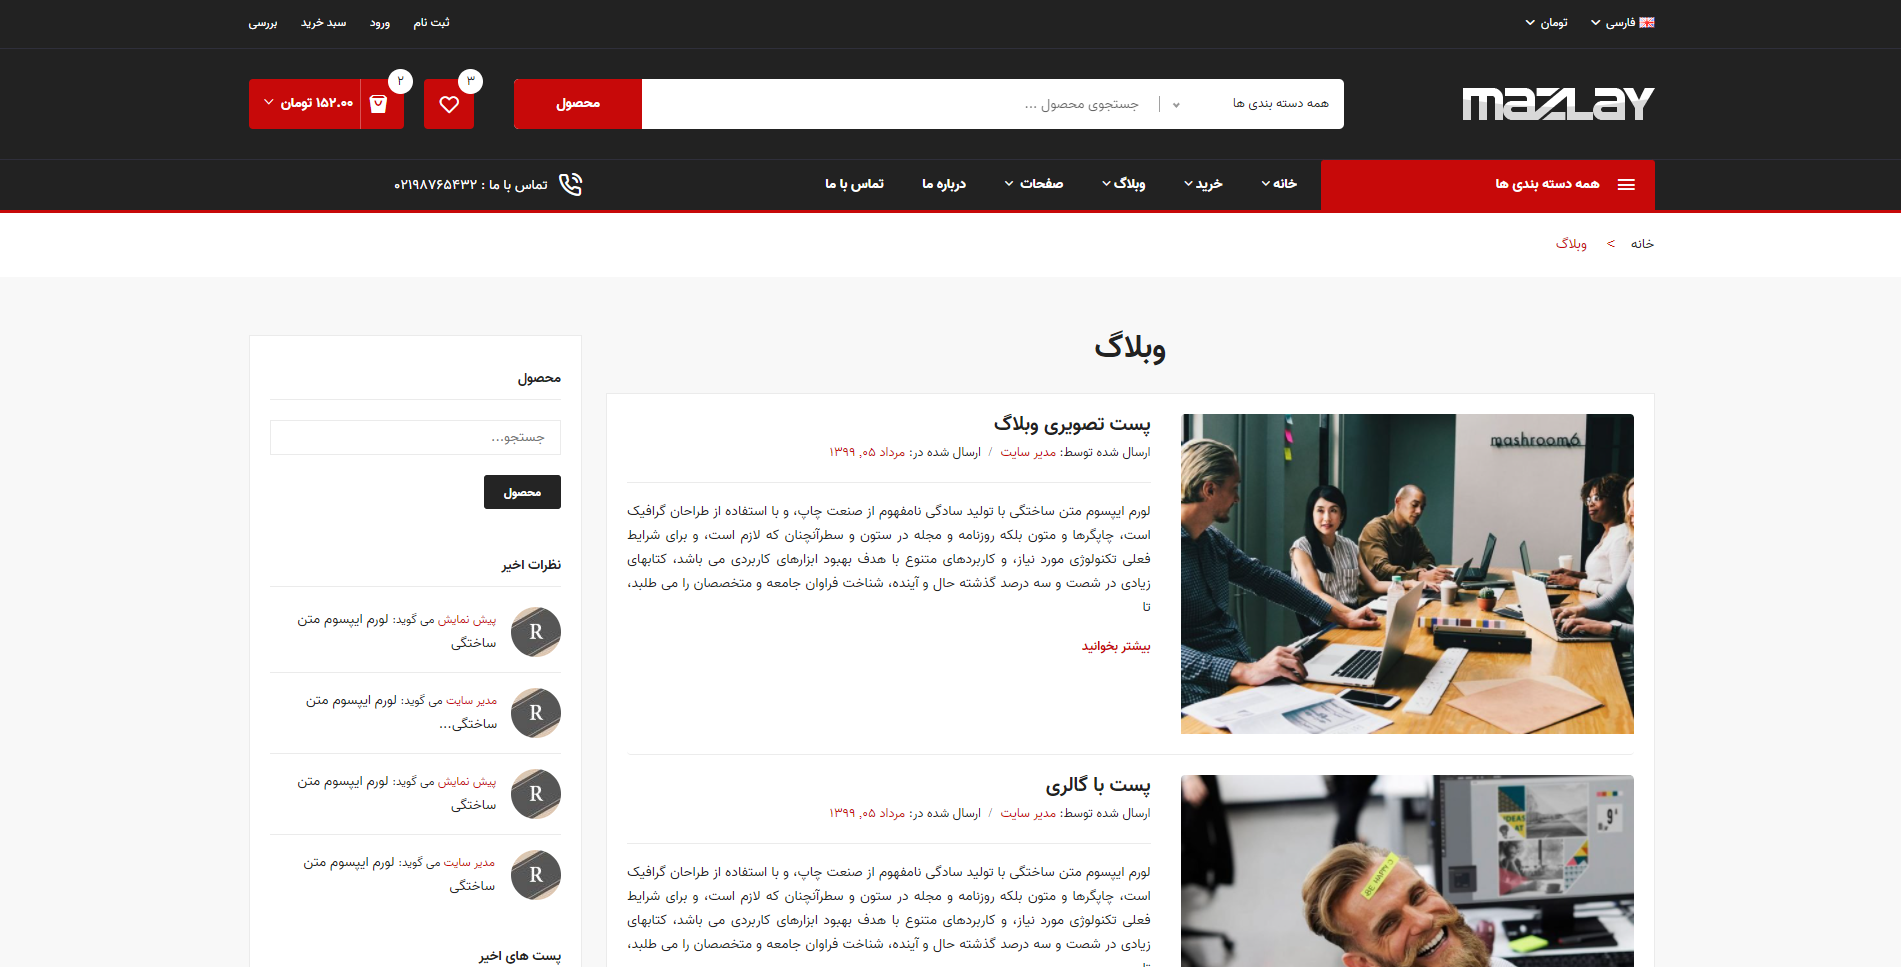 فارسی
تومان
ثبت نام
ورود
سبد خرید
بررسی
mazlay
همه دسته بندی ها
جستجوی محصول ...
محصول
۳
۲
۱۵۲.۰۰ تومان
همه دسته بندی ها
خانه
خرید
وبلاگ
صفحات
درباره ما
تماس با ما
تماس با ما : ۰۲۱۹۸۷۶۵۴۳۲
خانه > وبلاگ
وبلاگ
mashroom6
پست تصویری وبلاگ
ارسال شده توسط: مدیر سایت / ارسال شده در: مرداد ۰۵, ۱۳۹۹
لورم ایپسوم متن ساختگی با تولید سادگی نامفهوم از صنعت چاپ، و با استفاده از طراحان گرافیک
است، چاپگرها و متون بلکه روزنامه و مجله در ستون و سطرآنچنان که لازم است، و برای شرایط
فعلی تکنولوژی مورد نیاز، و کاربردهای متنوع با هدف بهبود ابزارهای کاربردی می باشد، کتابهای
زیادی در شصت و سه درصد گذشته حال و آینده، شناخت فراوان جامعه و متخصصان را می طلبد،
تا
بیشتر بخوانید
IDEAS
BE HAPPY
پست با گالری
ارسال شده توسط: مدیر سایت / ارسال شده در: مرداد ۰۵, ۱۳۹۹
لورم ایپسوم متن ساختگی با تولید سادگی نامفهوم از صنعت چاپ، و با استفاده از طراحان گرافیک
است، چاپگرها و متون بلکه روزنامه و مجله در ستون و سطرآنچنان که لازم است، و برای شرایط
فعلی تکنولوژی مورد نیاز، و کاربردهای متنوع با هدف بهبود ابزارهای کاربردی می باشد، کتابهای
زیادی در شصت و سه درصد گذشته حال و آینده، شناخت فراوان جامعه و متخصصان را می طلبد،
محصول
جستجو...
محصول
نظرات اخیر
R
پیش نمایش می گوید: لورم ایپسوم متن
ساختگی
R
مدیر سایت می گوید: لورم ایپسوم متن
ساختگی...
R
پیش نمایش می گوید: لورم ایپسوم متن
ساختگی
R
مدیر سایت می گوید: لورم ایپسوم متن
ساختگی
پست های اخیر